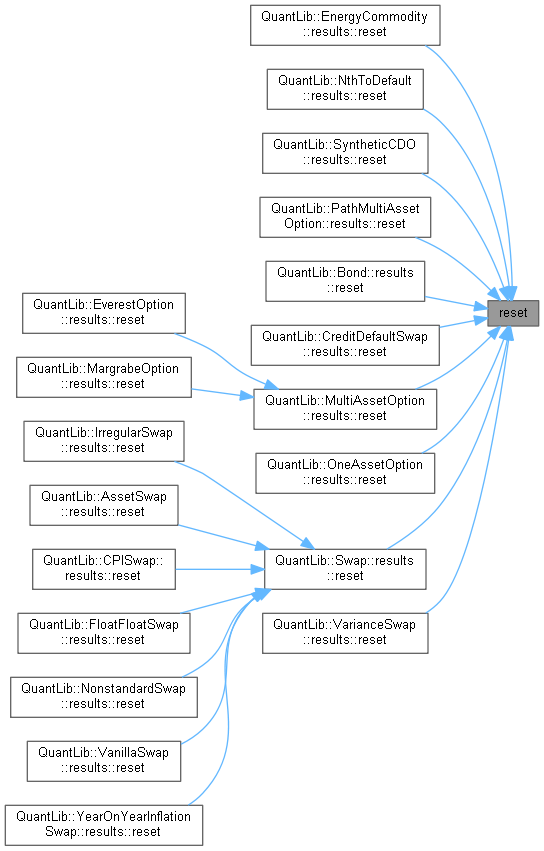 QuantLib::EnergyCommodity
::results::reset
QuantLib::NthToDefault
::results::reset
QuantLib::SyntheticCDO
::results::reset
QuantLib::PathMultiAsset
Option::results::reset
QuantLib::Bond::results
::reset
QuantLib::EverestOption
::results::reset
reset
QuantLib::CreditDefaultSwap
::results::reset
QuantLib::MargrabeOption
::results::reset
QuantLib::MultiAssetOption
::results::reset
QuantLib::IrregularSwap
::results::reset
QuantLib::OneAssetOption
::results::reset
QuantLib::AssetSwap
::results::reset
QuantLib::CPISwap::
results::reset
QuantLib::Swap::results
::reset
QuantLib::FloatFloatSwap
::results::reset
QuantLib::VarianceSwap
::results::reset
QuantLib::NonstandardSwap
::results::reset
QuantLib::VanillaSwap
::results::reset
QuantLib::YearOnYearInflation
Swap::results::reset